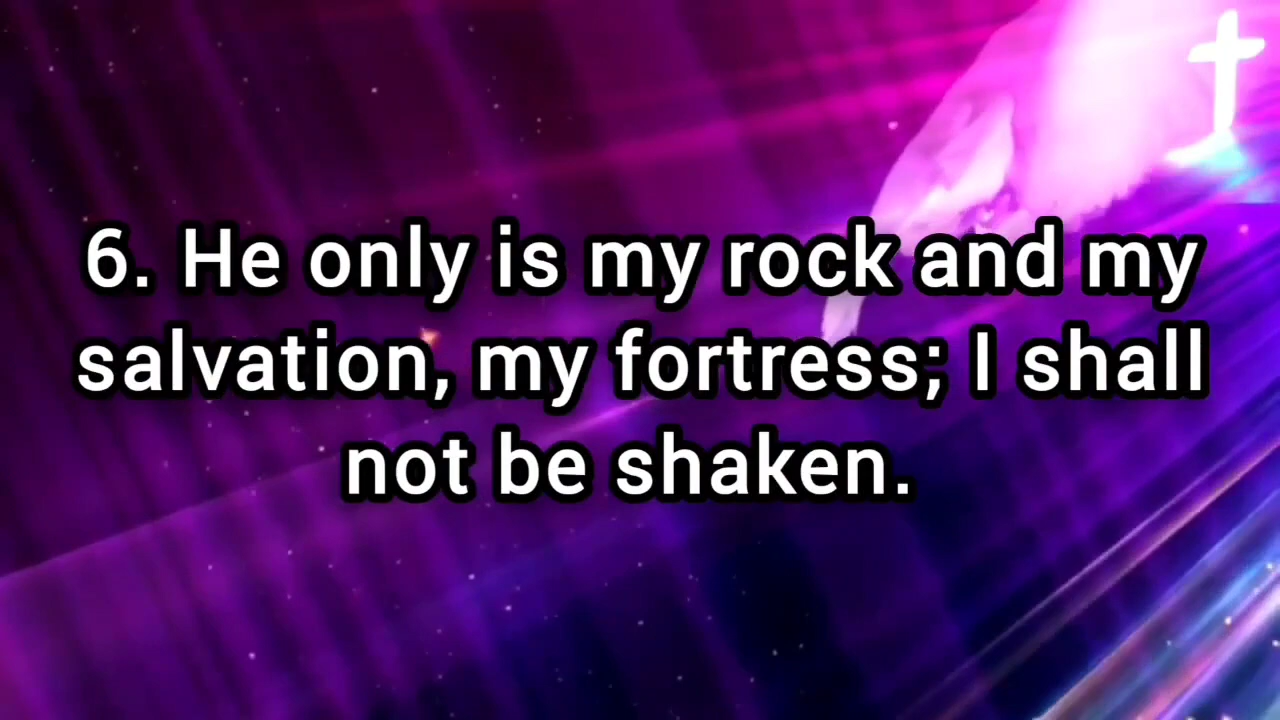 6. He only is my rock and my
salvation, my fortress; I shall
not be shaken.